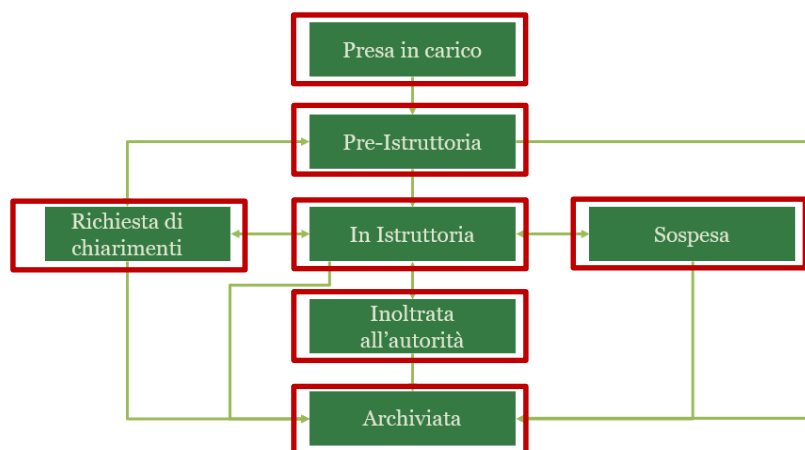 Presa in carico
Pre-Istruttoria
Richiesta di
chiarimenti
In Istruttoria
Sospesa
Inoltrata
all’autorità
Archiviata